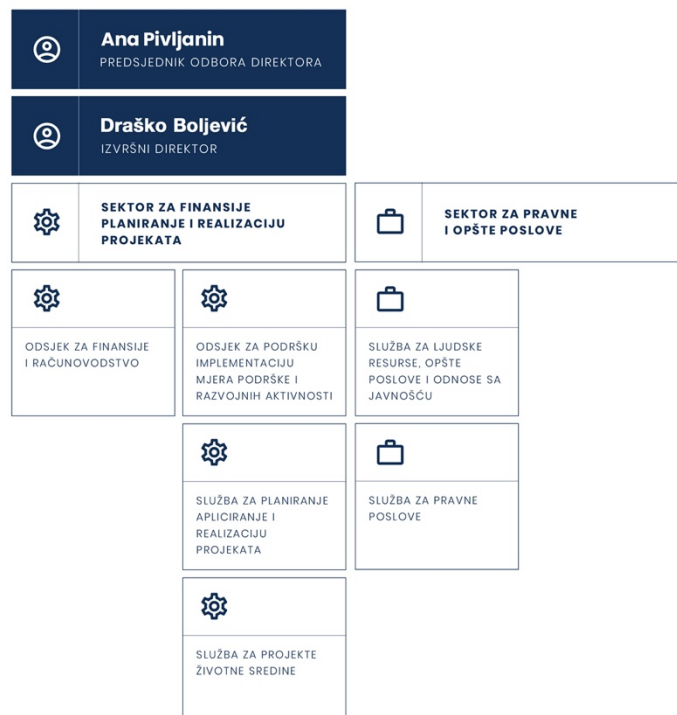 Ana Pivljanin
PREDSJEDNIK ODBORA DIREKTORA
Draško Boljević
IZVRŠNI DIREKTOR
SEKTOR ZA FINANSIJE
PLANIRANJE I REALIZACIJU
PROJEKATA
SEKTOR ZA PRAVNE
I OPŠTE POSLOVE
ODSJEK ZA FINANSIJE
I RAČUNOVODSTVO
ODSJEK ZA PODRŠKU
IMPLEMENTACIJU
MJERA PODRŠKE I
RAZVOJNIH AKTIVNOSTI
SLUŽBA ZA LJUDSKE
RESURSE, OPŠTE
POSLOVE I ODNOSE SA
JAVNOŠĆU
SLUŽBA ZA PLANIRANJE
APLICIRANJE I
REALIZACIJU
PROJEKATA
SLUŽBA ZA PRAVNE
POSLOVE
SLUŽBA ZA PROJEKTE
ŽIVOTNE SREDINE